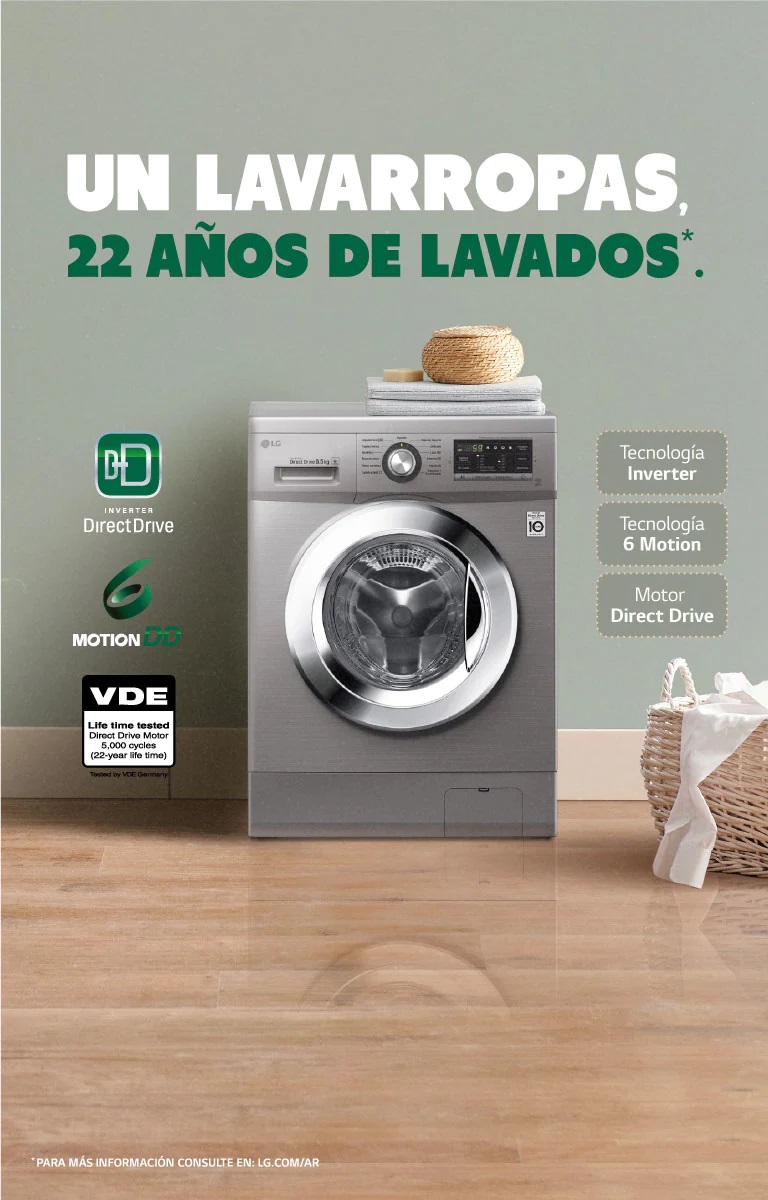 UN LAVARROPAS,
22 AÑOS DE LAVADOS*.
LG
Direct Drive 8.5kg
10
INVERTER
DirectDrive
6
MOTION DD
VDE
Life time tested
Direct Drive Motor
5,000 cycles
(22-year life time)
Tested by VDE Germany
Tecnología
Inverter
Tecnología
6 Motion
Motor
Direct Drive
*PARA MÁS INFORMACIÓN CONSULTE EN: LG.COM/AR